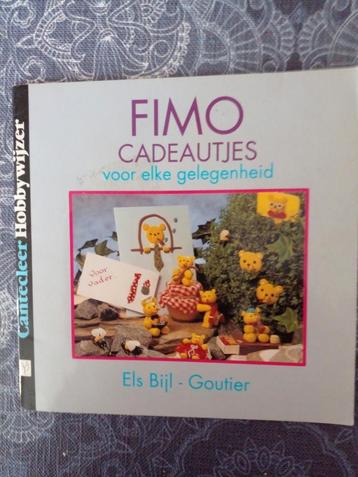 FIMO
CADEAUTJES
voor elke gelegenheid
Cantecleer Hobbywijzer
Voor
vader..
Els Bijl - Goutier